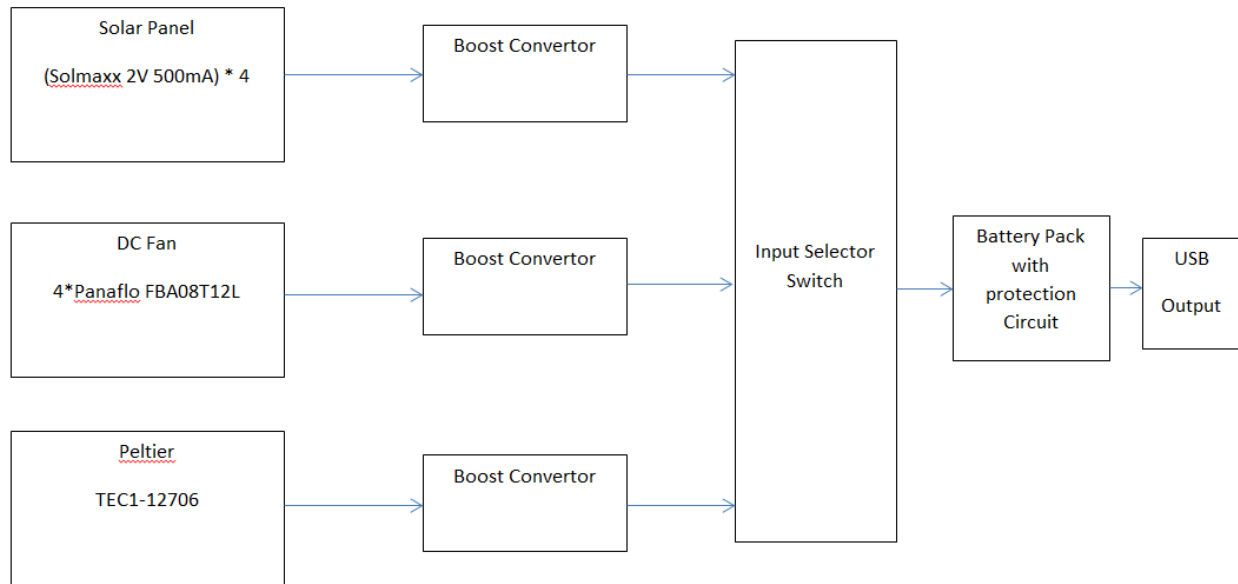 Solar Panel
(Solmaxx 2V 500mA) * 4
Boost Convertor
DC Fan
4*Panaflo FBA08T12L
Boost Convertor
Peltier
TEC1-12706
Boost Convertor
Input Selector
Switch
Battery Pack
with
protection
Circuit
USB
Output